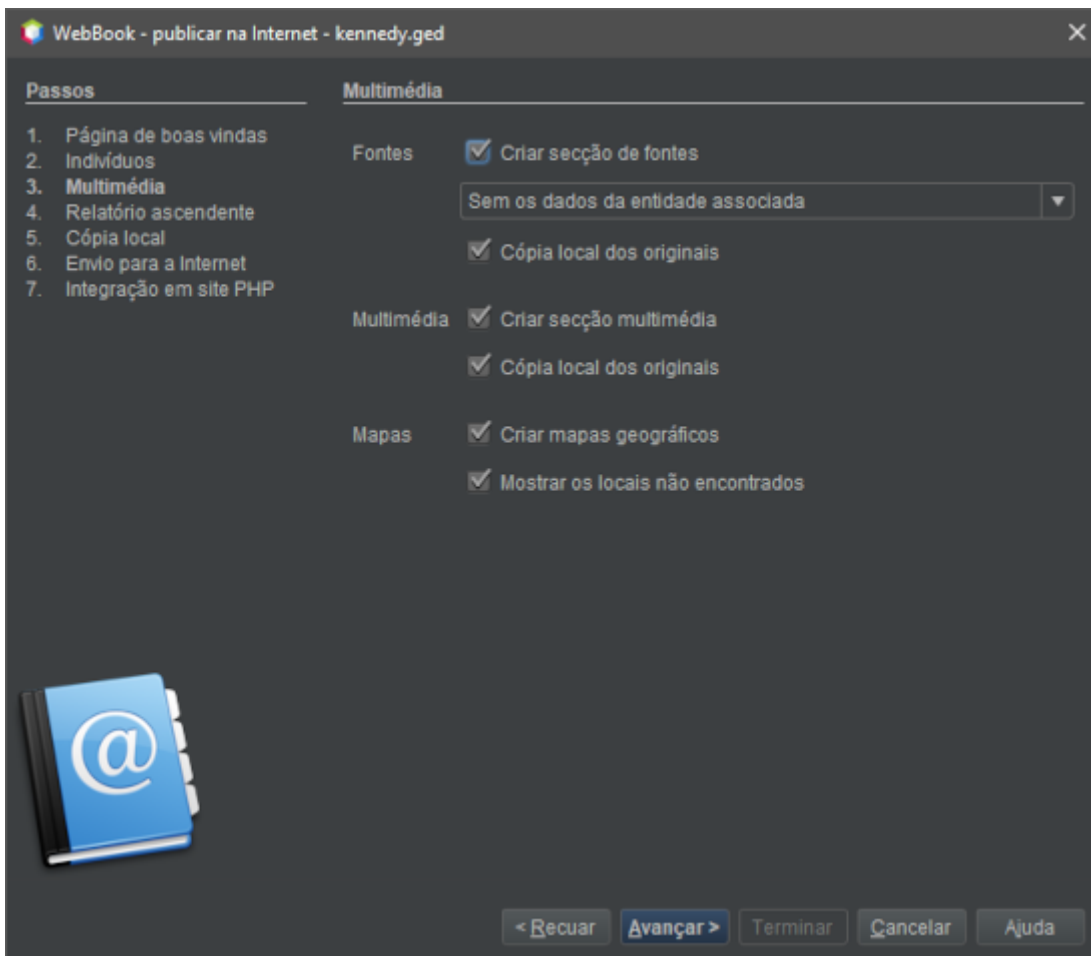 WebBook - publicar na Internet - kennedy.ged
Passos
1. Página de boas vindas
2. Indivíduos
3. Multimédia
4. Relatório ascendente
5. Cópia local
6. Envio para a Internet
7. Integração em site PHP
Multimédia
Fontes Criar secção de fontes
Sem os dados da entidade associada
Cópia local dos originais
Multimédia Criar secção multimédia
Cópia local dos originais
Mapas Criar mapas geográficos
Mostrar os locais não encontrados
@
< Recuar Avançar > Terminar Cancelar Ajuda